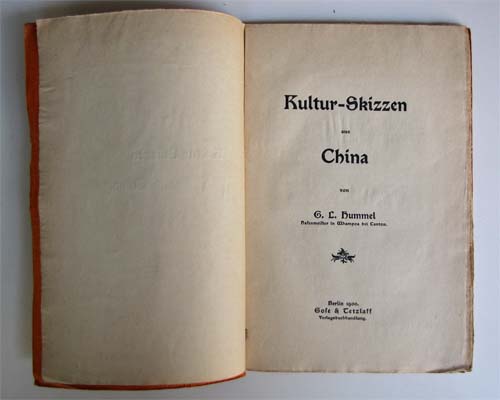 Kultur-Skizzen
aus
China
von
G. L. Hummel
Hafenmeister in Whampoa bei Canton.
Berlin 1900.
Gose & Tetzlaff
Verlagsbuchhandlung.